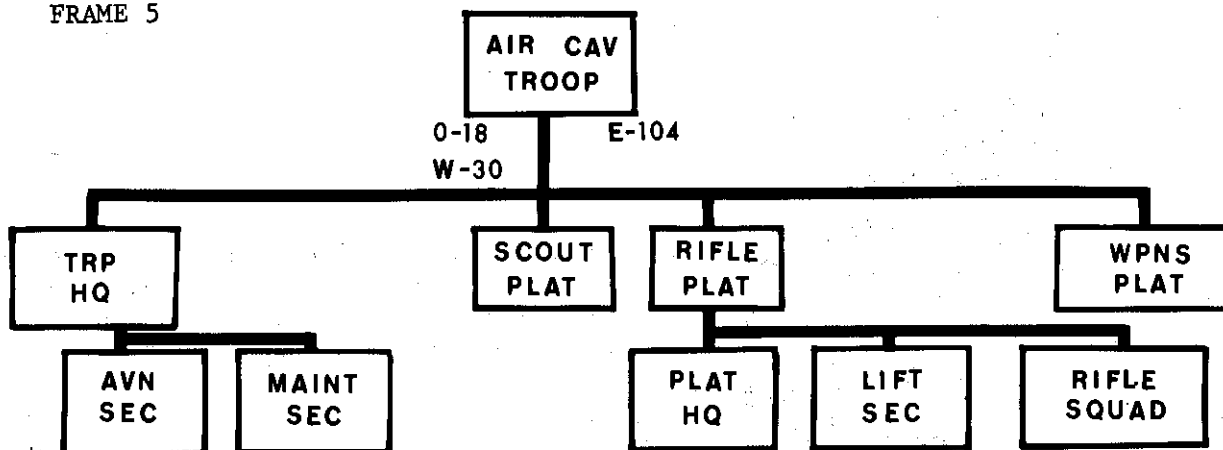 FRAME 5
AIR CAV
TROOP
0-18
E-104
W-30
TRP
HQ
SCOUT
PLAT
RIFLE
PLAT
WPNS
PLAT
AVN
SEC
MAINT
SEC
PLAT
HQ
LIFT
SEC
RIFLE
SQUAD